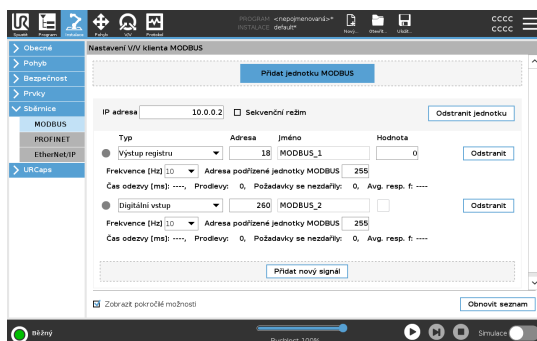 PROGRAM <nepojmenovaná>*
INSTALACE default*
Spustit Program Instalace Pohyb V/V Protokol
Nový... Otevřít... Uložit...
CCCC
CCCC
Obecné
Pohyb
Bezpečnost
Prvky
Sběrnice
MODBUS
PROFINET
EtherNet/IP
URCaps
Nastavení V/V klienta MODBUS
Přidat jednotku MODBUS
IP adresa 10.0.0.2 Sekvenční režim Odstranit jednotku
Typ Adresa Jméno Hodnota
Výstup registru 18 MODBUS_1 0 Odstranit
Frekvence [Hz] 10 Adresa podřízené jednotky MODBUS 255
Čas odezvy [ms]: ----, Prodlevy: 0, Požadavky se nezdařily: 0, Avg. resp. f: ----
Digitální vstup 260 MODBUS_2 Odstranit
Frekvence [Hz] 10 Adresa podřízené jednotky MODBUS 255
Čas odezvy [ms]: ----, Prodlevy: 0, Požadavky se nezdařily: 0, Avg. resp. f: ----
Přidat nový signál
Zobrazit pokročilé možnosti Obnovit seznam
Běžný
Rychlost 100%
Simulace